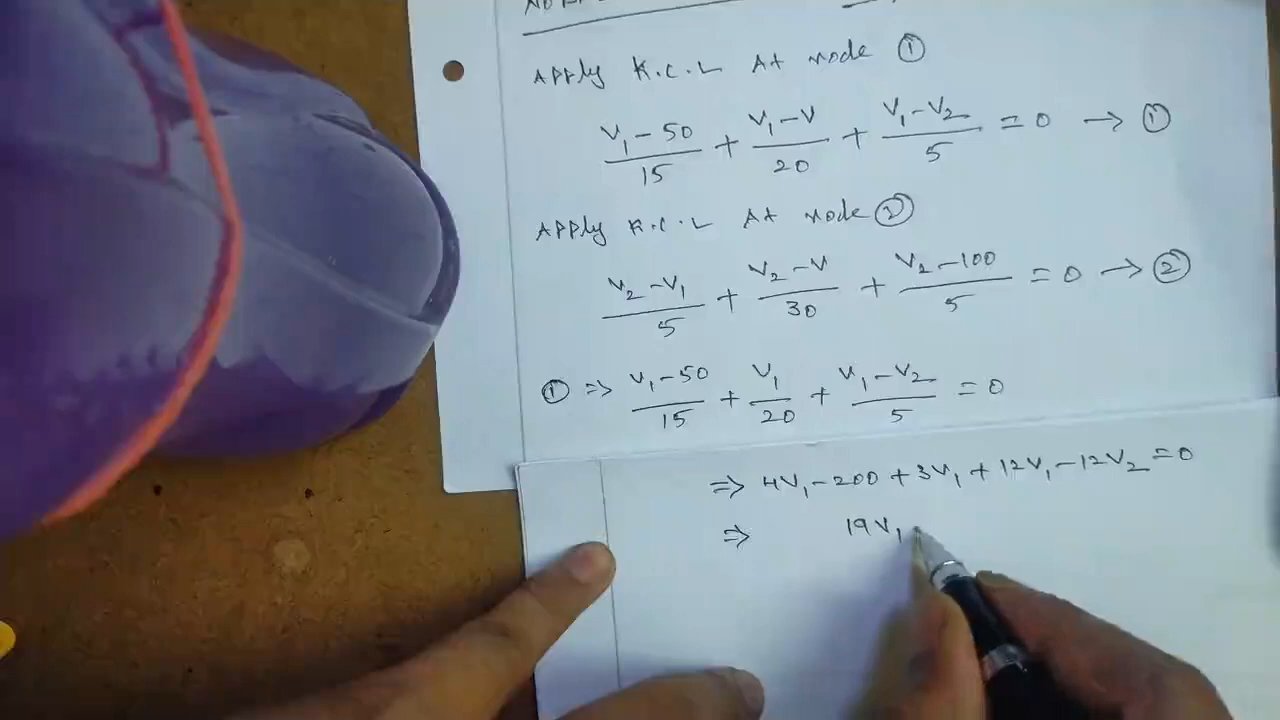 Apply K.C.L At node ①
V₁ - 50 / 15 + V₁ - V / 20 + V₁ - V₂ / 5 = 0 → ①
Apply K.C.L At node ②
V₂ - V₁ / 5 + V₂ - V / 30 + V₂ - 100 / 5 = 0 → ②
① ⇒ V₁ - 50 / 15 + V₁ / 20 + V₁ - V₂ / 5 = 0
⇒ 4V₁ - 200 + 3V₁ + 12V₁ - 12V₂ = 0
⇒ 19V₁